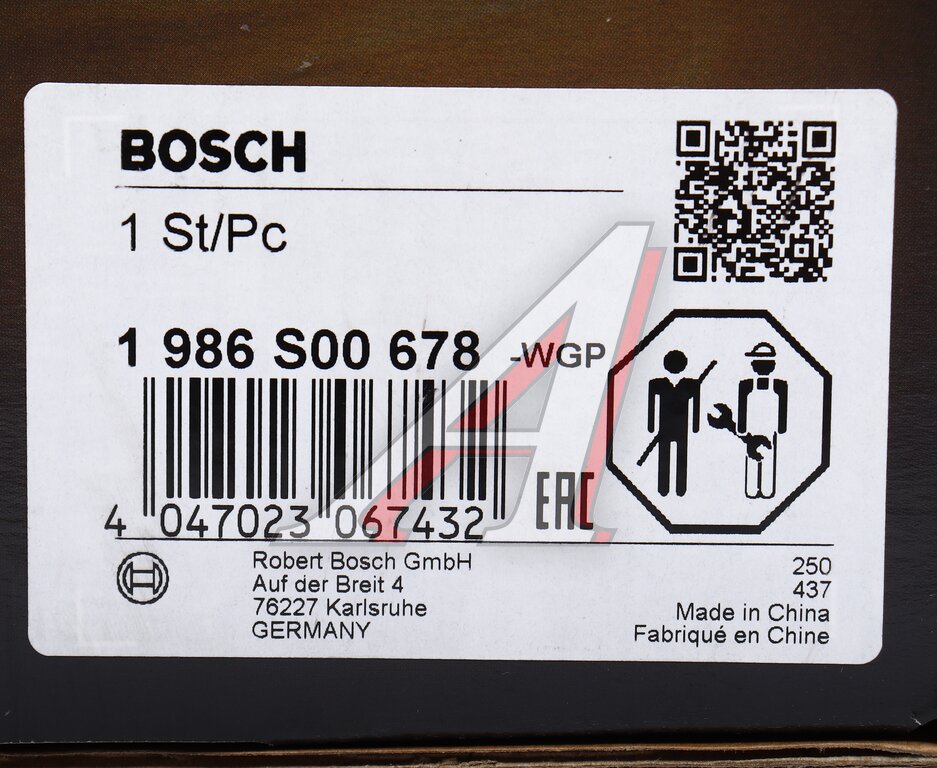 BOSCH
1 St/Pc
1 986 S00 678 -WGP
4 047023 067432
EAC
Robert Bosch GmbH
Auf der Breit 4
76227 Karlsruhe
GERMANY
250
437
Made in China
Fabriqué en Chine